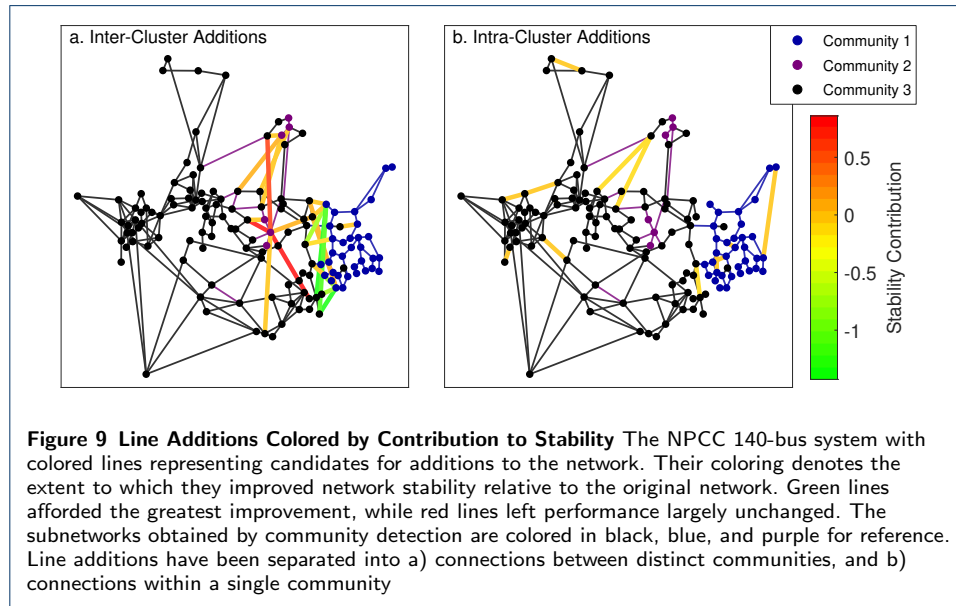 a. Inter-Cluster Additions
b. Intra-Cluster Additions
Community 1
Community 2
Community 3
0.5
0
-0.5
-1
Stability Contribution
Figure 9 Line Additions Colored by Contribution to Stability The NPCC 140-bus system with
colored lines representing candidates for additions to the network. Their coloring denotes the
extent to which they improved network stability relative to the original network. Green lines
afforded the greatest improvement, while red lines left performance largely unchanged. The
subnetworks obtained by community detection are colored in black, blue, and purple for reference.
Line additions have been separated into a) connections between distinct communities, and b)
connections within a single community